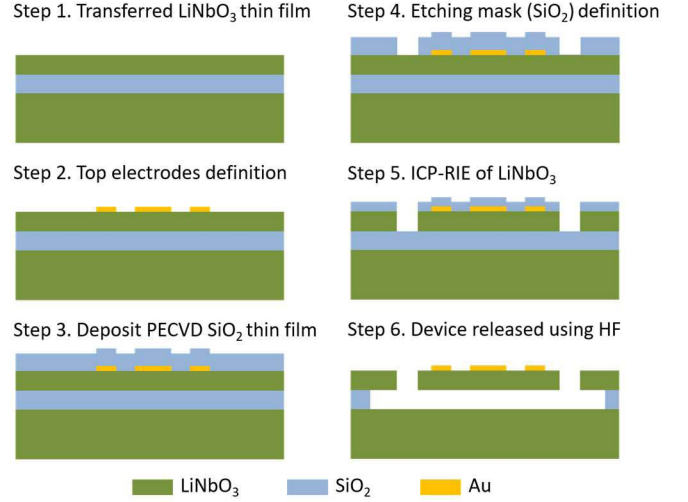 Step 1. Transferred LiNbO₃ thin film
Step 2. Top electrodes definition
Step 3. Deposit PECVD SiO₂ thin film
Step 4. Etching mask (SiO₂) definition
Step 5. ICP-RIE of LiNbO₃
Step 6. Device released using HF
LiNbO₃ SiO₂ Au